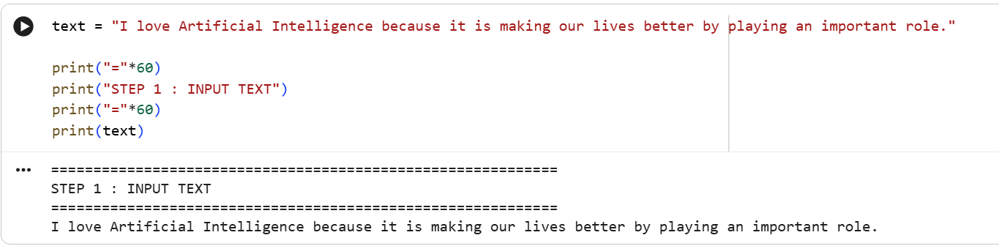 text = "I love Artificial Intelligence because it is making our lives better by playing an important role."
print("="*60)
print("STEP 1 : INPUT TEXT")
print("="*60)
print(text)
============================================================
STEP 1 : INPUT TEXT
============================================================
I love Artificial Intelligence because it is making our lives better by playing an important role.